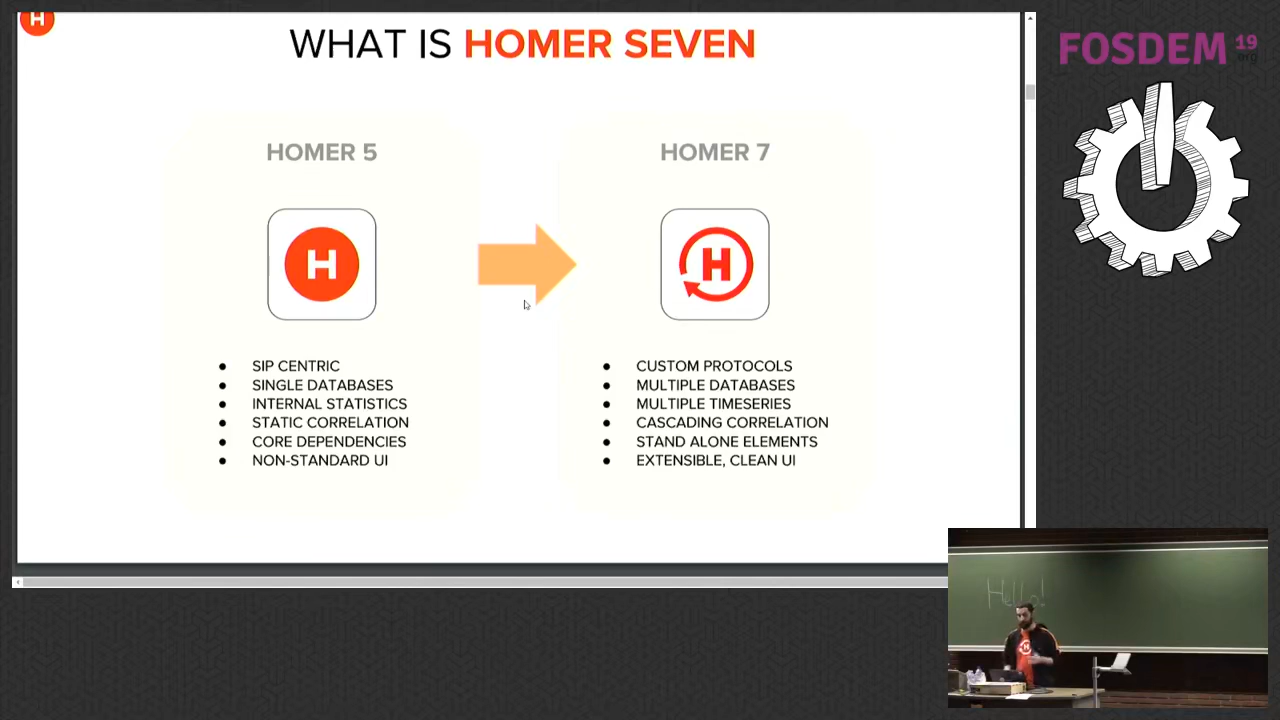 H
WHAT IS HOMER SEVEN
FOSDEM 19
.org
HOMER 5
HOMER 7
H
H
SIP CENTRIC
SINGLE DATABASES
INTERNAL STATISTICS
STATIC CORRELATION
CORE DEPENDENCIES
NON-STANDARD UI
CUSTOM PROTOCOLS
MULTIPLE DATABASES
MULTIPLE TIMESERIES
CASCADING CORRELATION
STAND ALONE ELEMENTS
EXTENSIBLE, CLEAN UI
Hello!
H